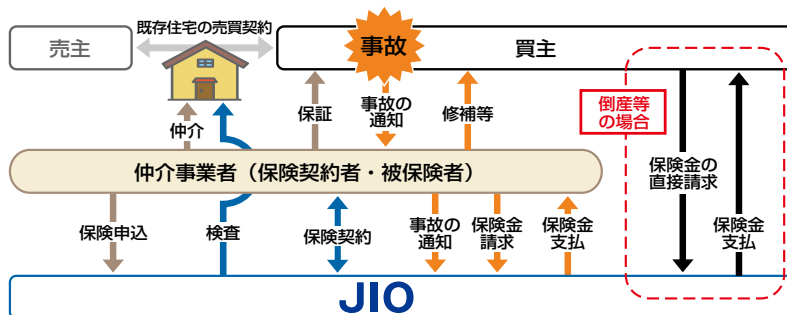 既存住宅の売買契約
売主
事故
買主
仲介
保証
事故の
通知
修補等
倒産等
の場合
仲介事業者（保険契約者・被保険者）
保険金の
直接請求
保険申込
検査
保険契約
事故の
通知
保険金
請求
保険金
支払
保険金
支払
JIO